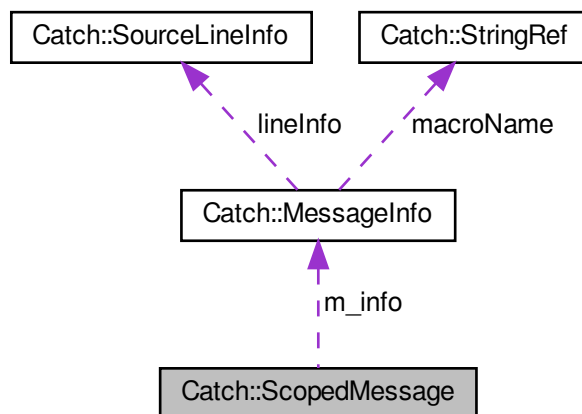 Catch::SourceLineInfo
Catch::StringRef
lineInfo
macroName
Catch::MessageInfo
m_info
Catch::ScopedMessage